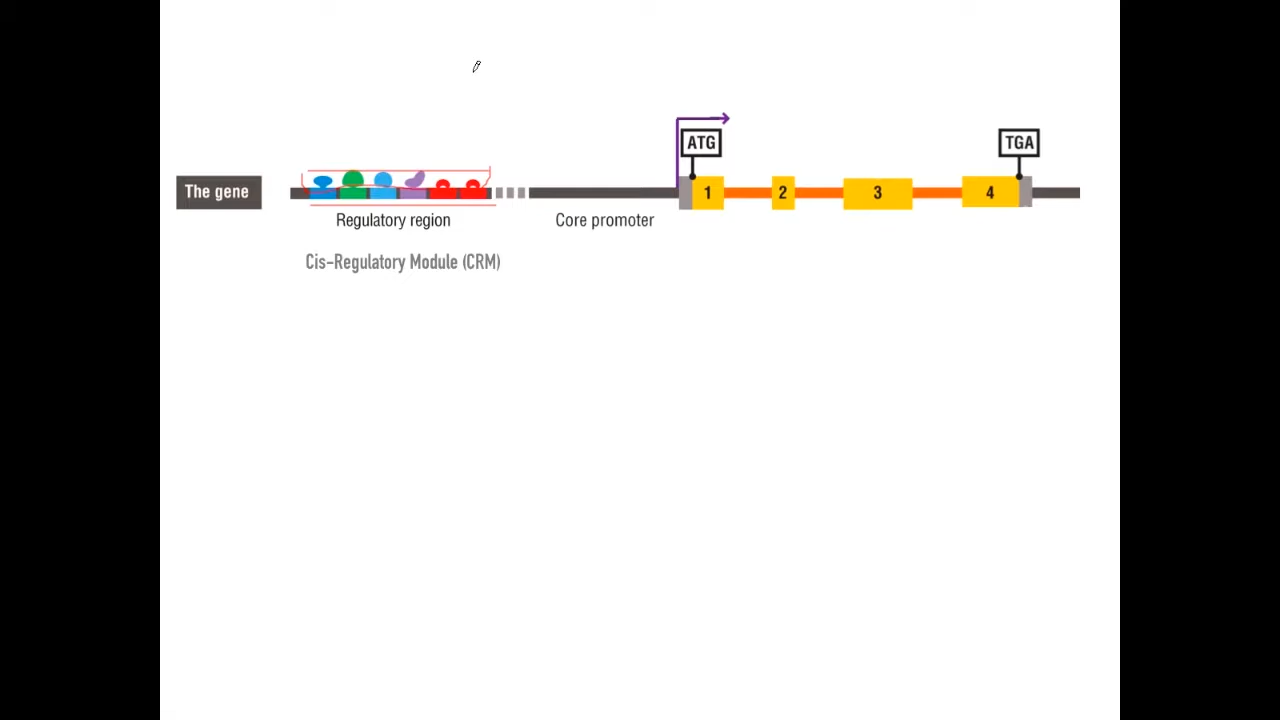 ATG
TGA
The gene
1
2
3
4
Regulatory region
Core promoter
Cis-Regulatory Module (CRM)